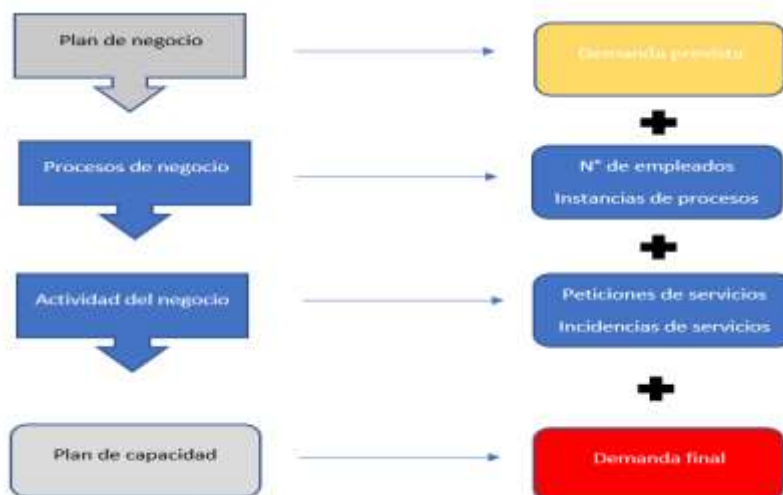 Plan de negocio
Demanda prevista
Procesos de negocio
N° de empleados
Instancias de procesos
Actividad del negocio
Peticiones de servicios
Incidencias de servicios
Plan de capacidad
Demanda final